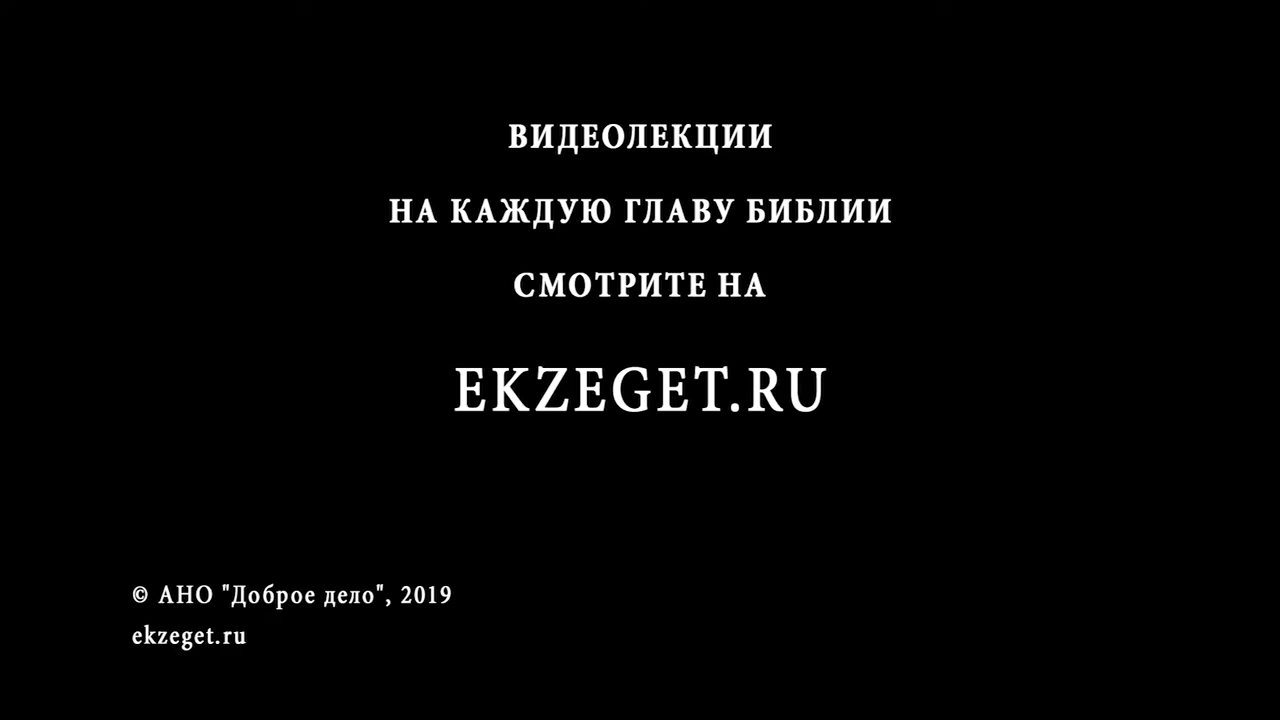 ВИДЕОЛЕКЦИИ
НА КАЖДУЮ ГЛАВУ БИБЛИИ
СМОТРИТЕ НА
EKZEGET.RU
© АНО "Доброе дело", 2019
ekzeget.ru